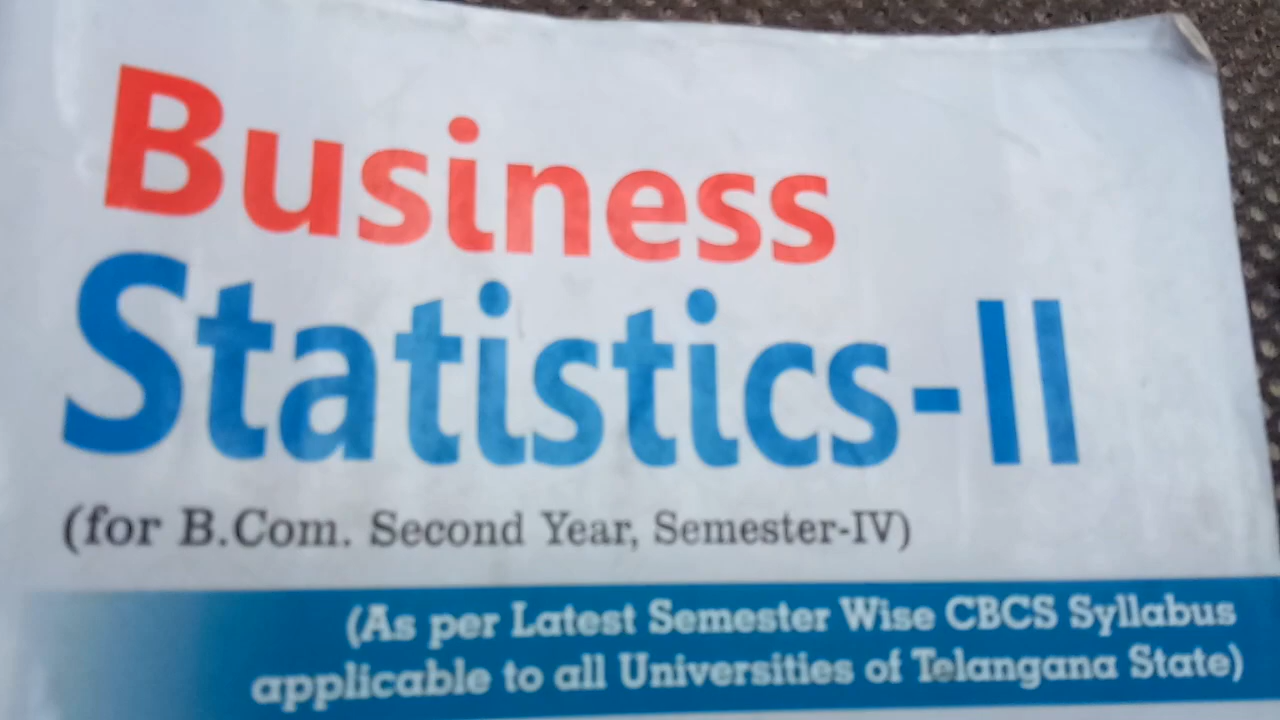 Business
Statistics-II
(for B.Com. Second Year, Semester-IV)
(As per Latest Semester Wise CBCS Syllabus
applicable to all Universities of Telangana State)